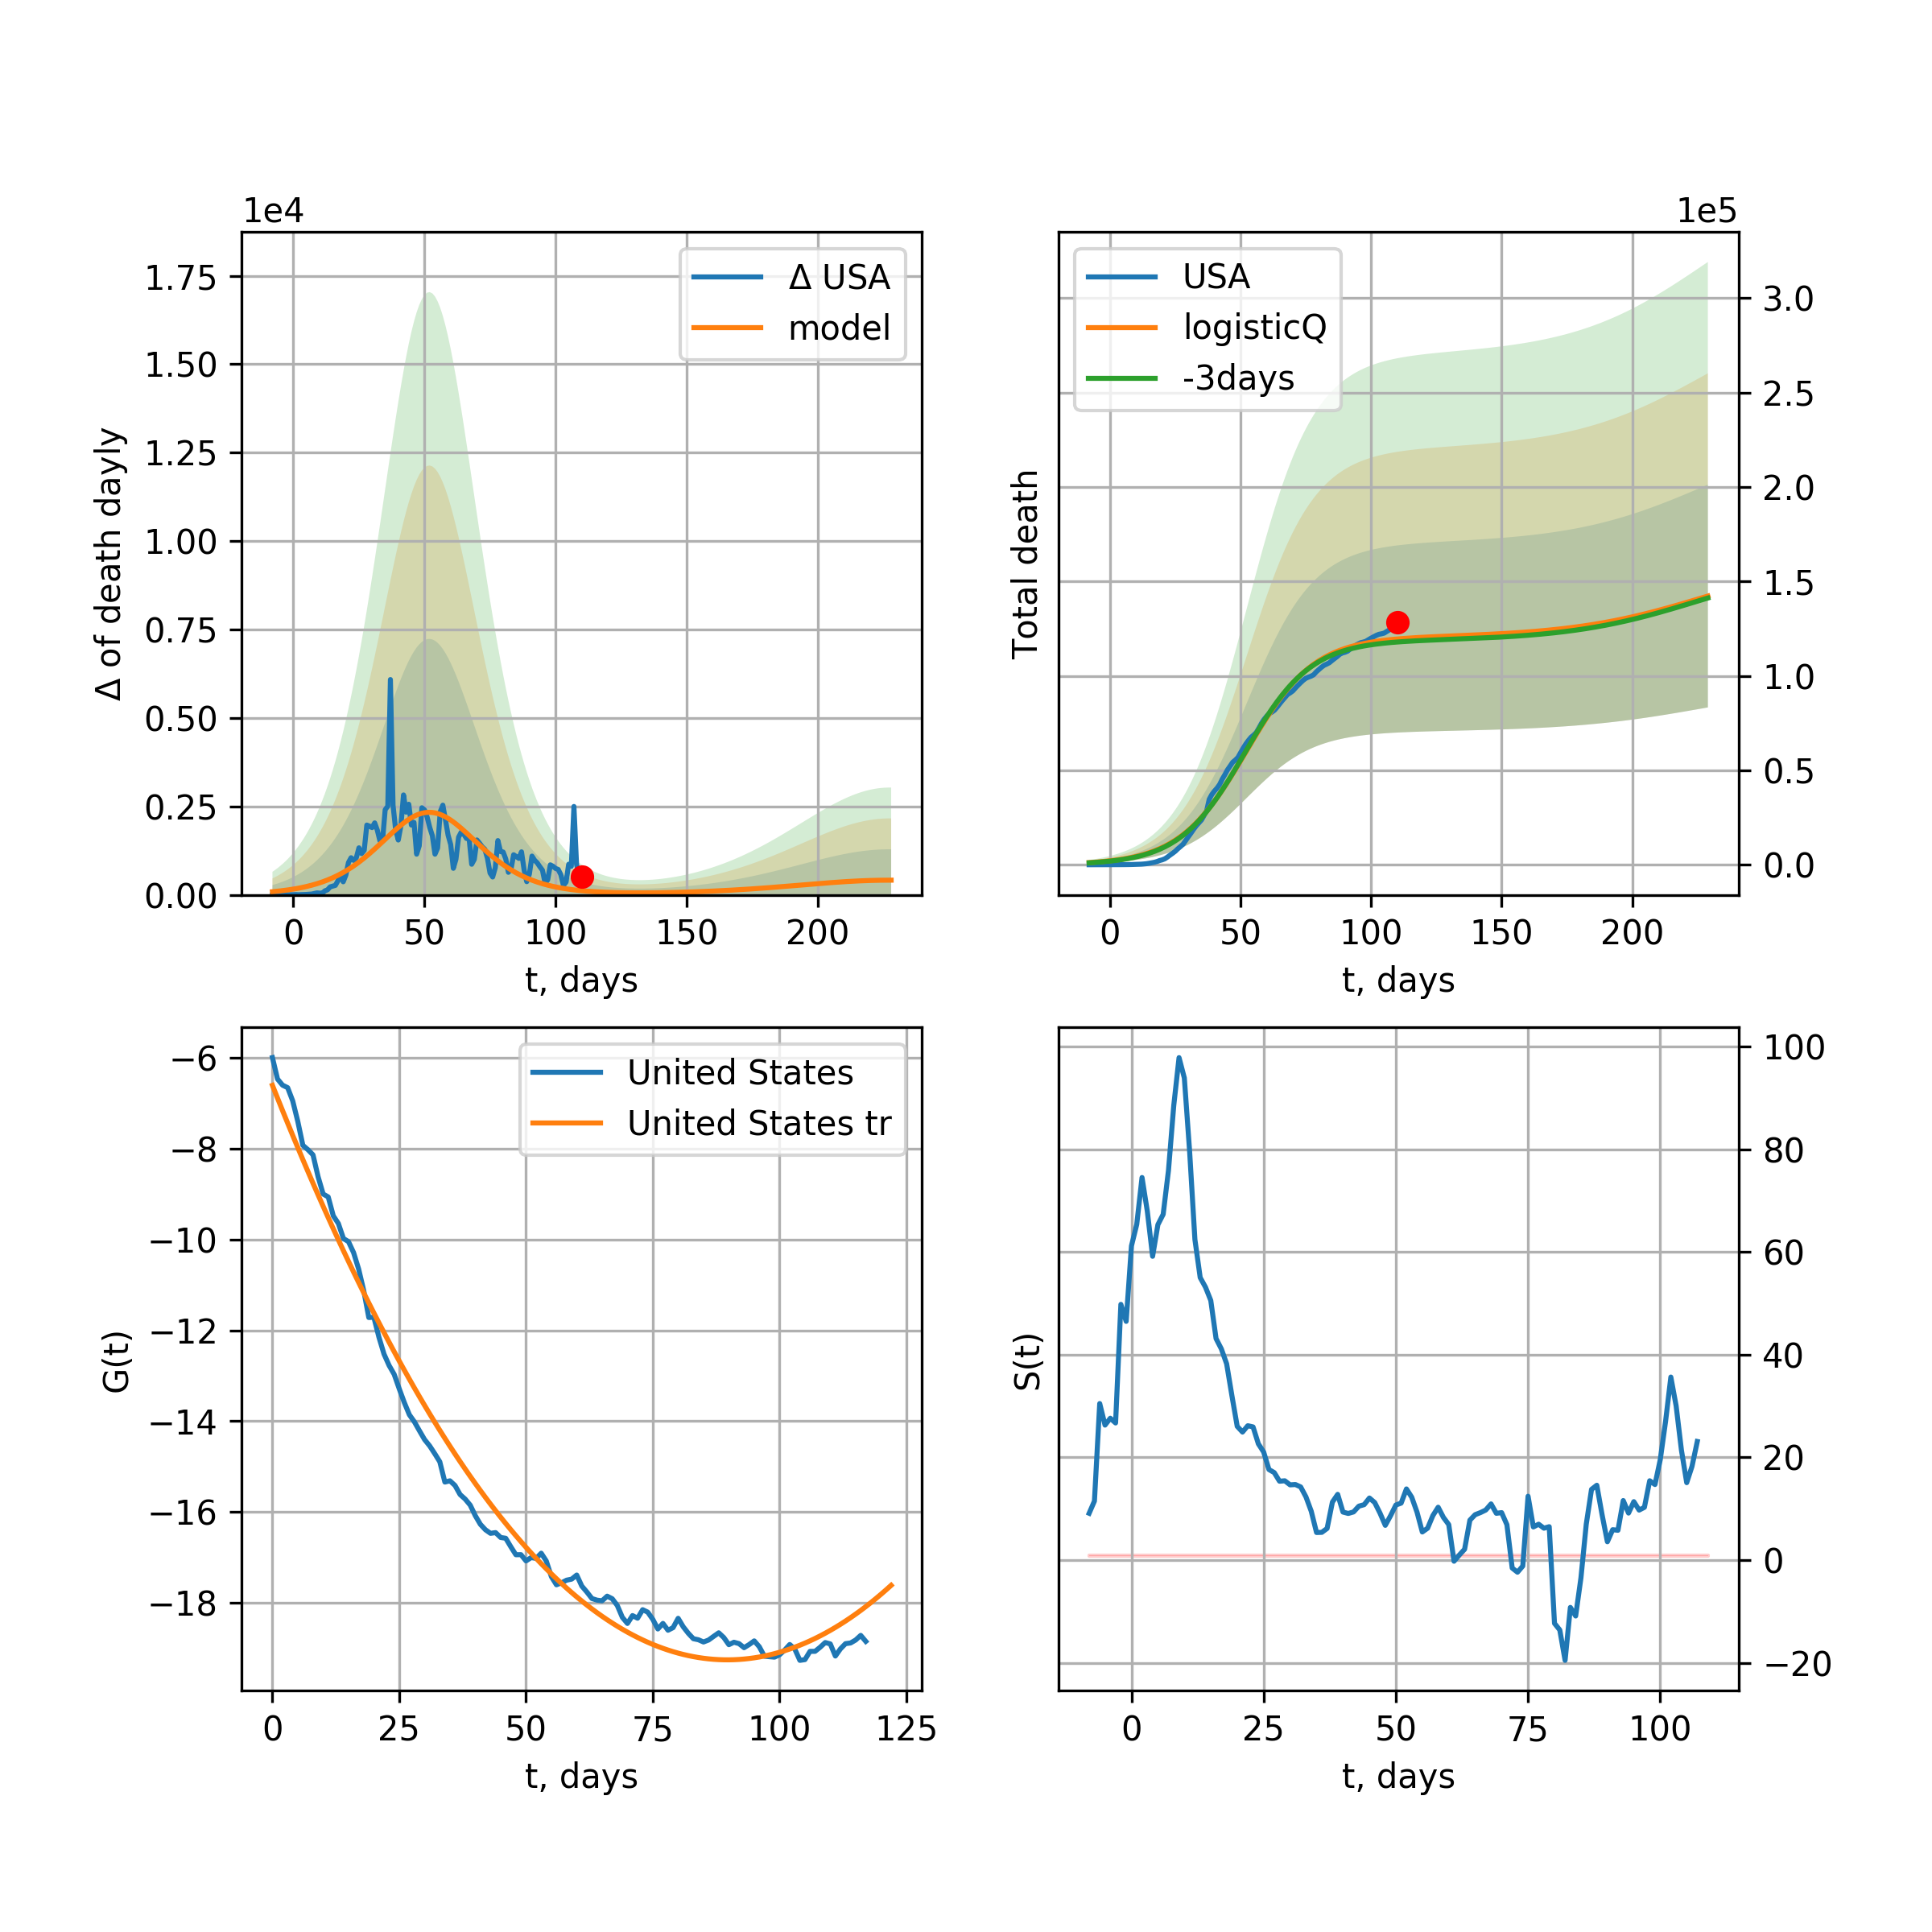 1e4
1.75
1.50
1.25
1.00
0.75
0.50
0.25
0.00
Δ of death dayly
Δ USA
model
0 50 100 150 200
t, days
1e5
3.0
2.5
2.0
1.5
1.0
0.5
0.0
Total death
USA
logisticQ
-3days
0 50 100 150 200
t, days
−6
−8
−10
−12
−14
−16
−18
G(t)
United States
United States tr
0 25 50 75 100 125
t, days
100
80
60
40
20
0
−20
S(t)
0 25 50 75 100
t, days